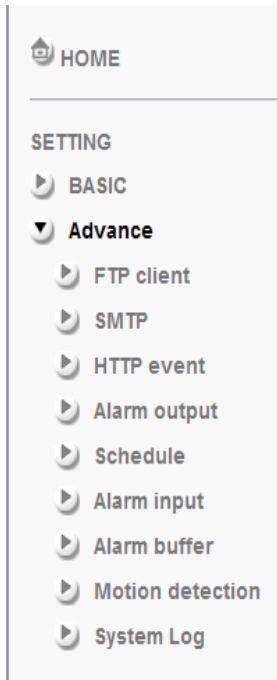 HOME
SETTING
BASIC
Advance
FTP client
SMTP
HTTP event
Alarm output
Schedule
Alarm input
Alarm buffer
Motion detection
System Log